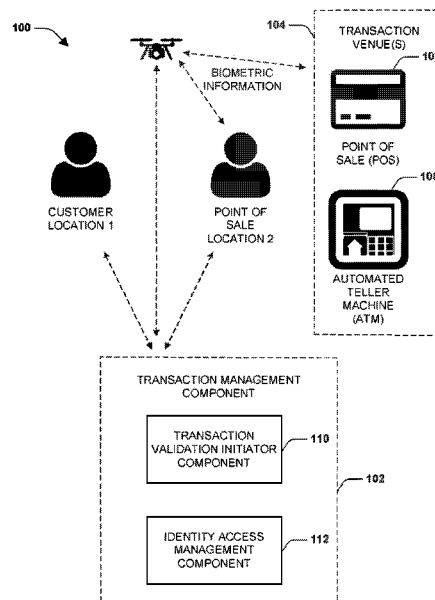 100
104
TRANSACTION
VENUE(S)
BIOMETRIC
INFORMATION
POINT OF
SALE (POS)
108
CUSTOMER
LOCATION 1
POINT OF
SALE
LOCATION 2
AUTOMATED
TELLER
MACHINE
(ATM)
TRANSACTION MANAGEMENT
COMPONENT
TRANSACTION
VALIDATION INITIATOR
COMPONENT
110
102
IDENTITY ACCESS
MANAGEMENT
COMPONENT
112